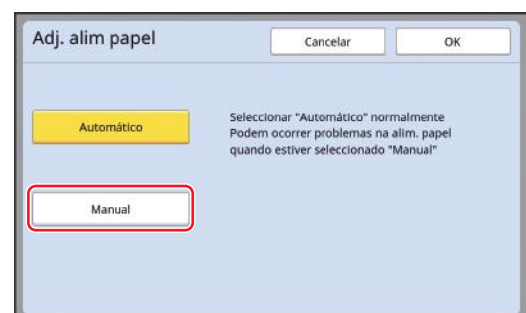 Adj. alim papel
Cancelar
OK
Automático
Seleccionar "Automático" normalmente
Podem ocorrer problemas na alim. papel
quando estiver seleccionado "Manual"
Manual